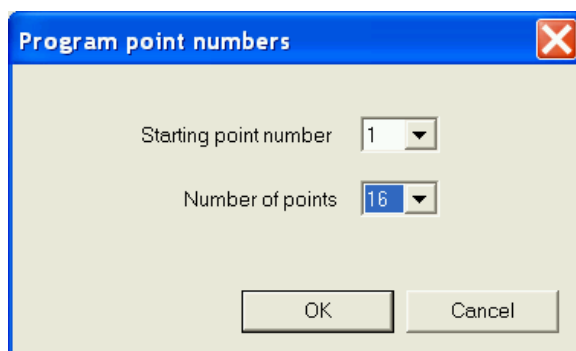 Program point numbers
Starting point number 1
Number of points 16
OK Cancel